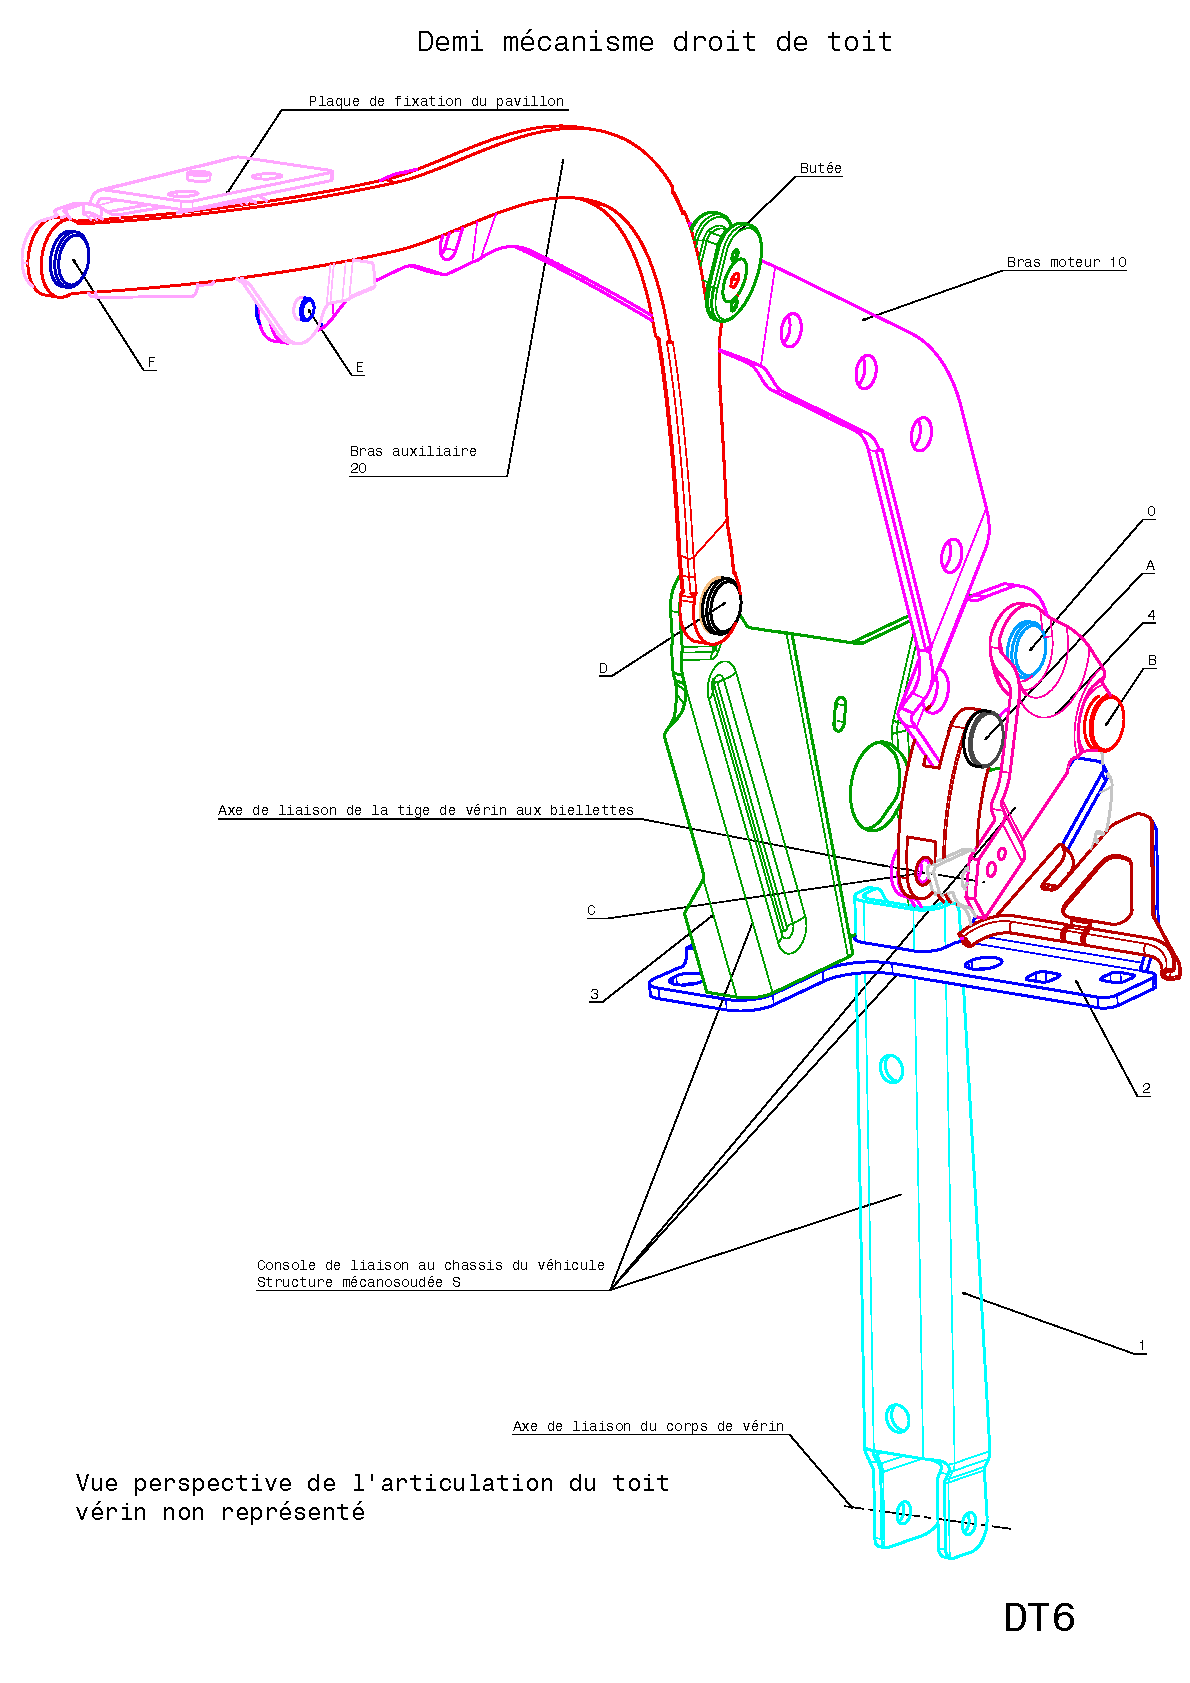 Demi mécanisme droit de toit
Plaque de fixation du pavillon
Butée
Bras moteur 10
F
E
Bras auxiliaire
20
O
A
4
B
D
Axe de liaison de la tige de vérin aux biellettes
C
3
2
Console de liaison au chassis du véhicule
Structure mécanosoudée S
1
Axe de liaison du corps de vérin
Vue perspective de l'articulation du toit
vérin non représenté
DT6